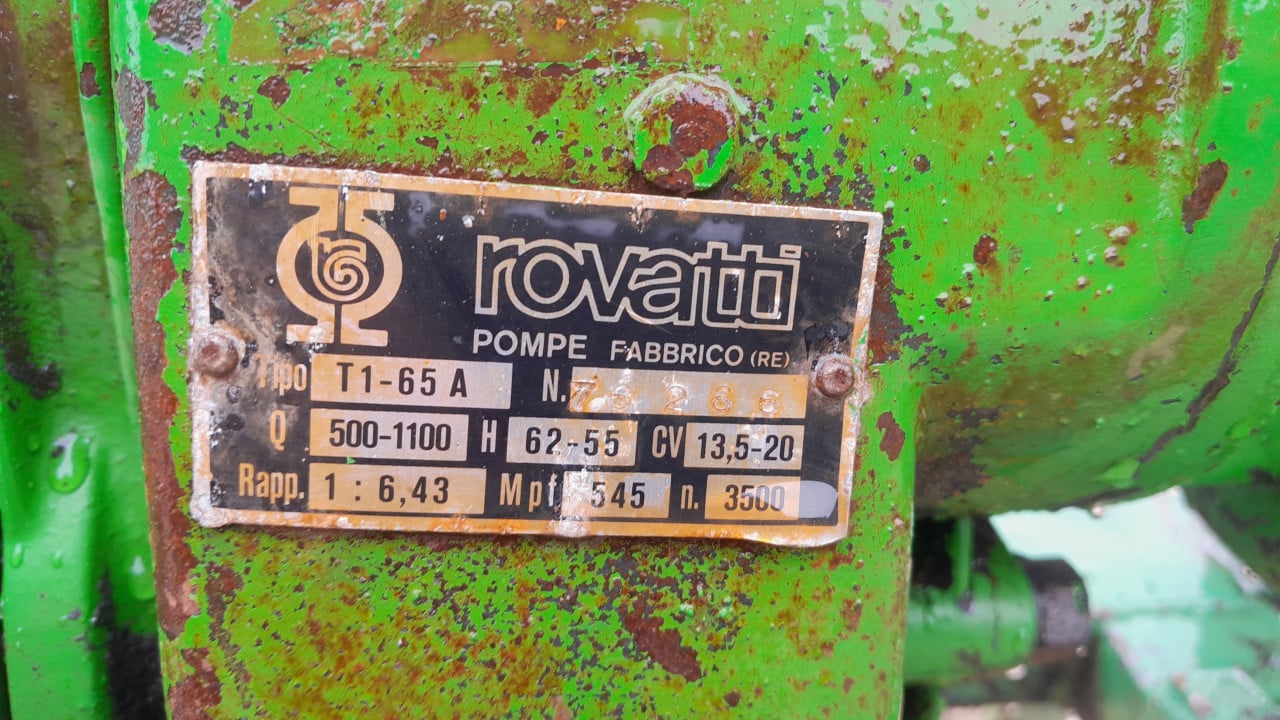 rovatti
POMPE FABBRICO (RE)
Tipo T1-65 A N.
Q 500-1100 H 62-55 CV 13,5-20
Rapp. 1 : 6,43 Mpf 545 n. 3500